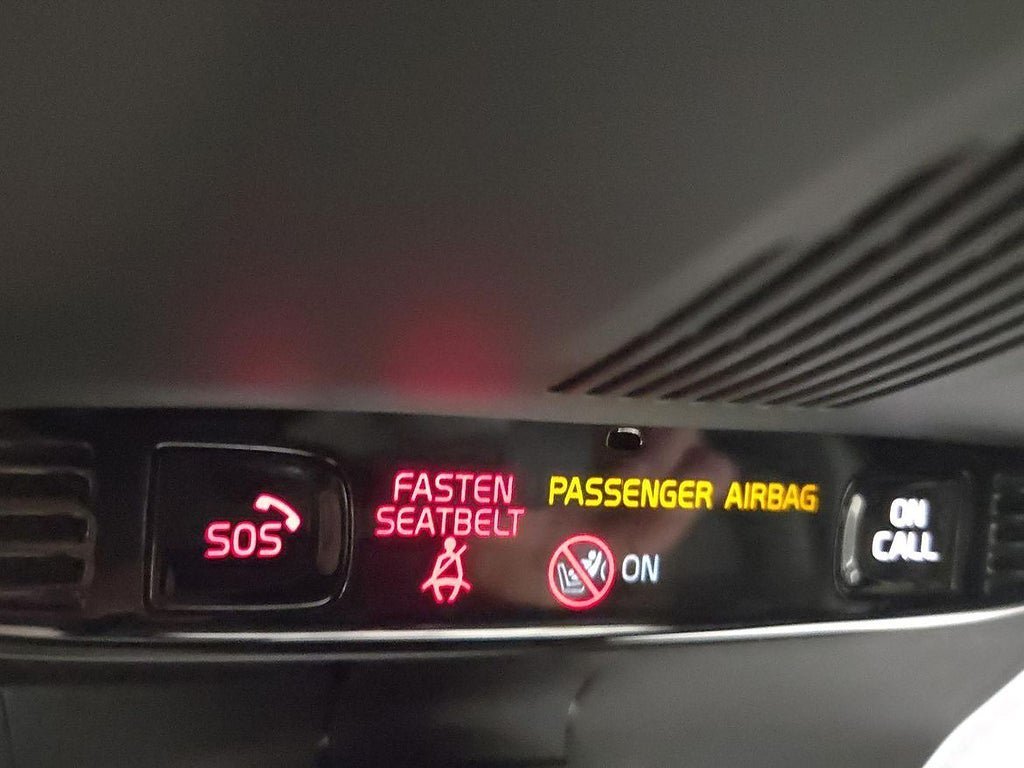 SOS
FASTEN
SEATBELT
PASSENGER AIRBAG
ON
ON
CALL